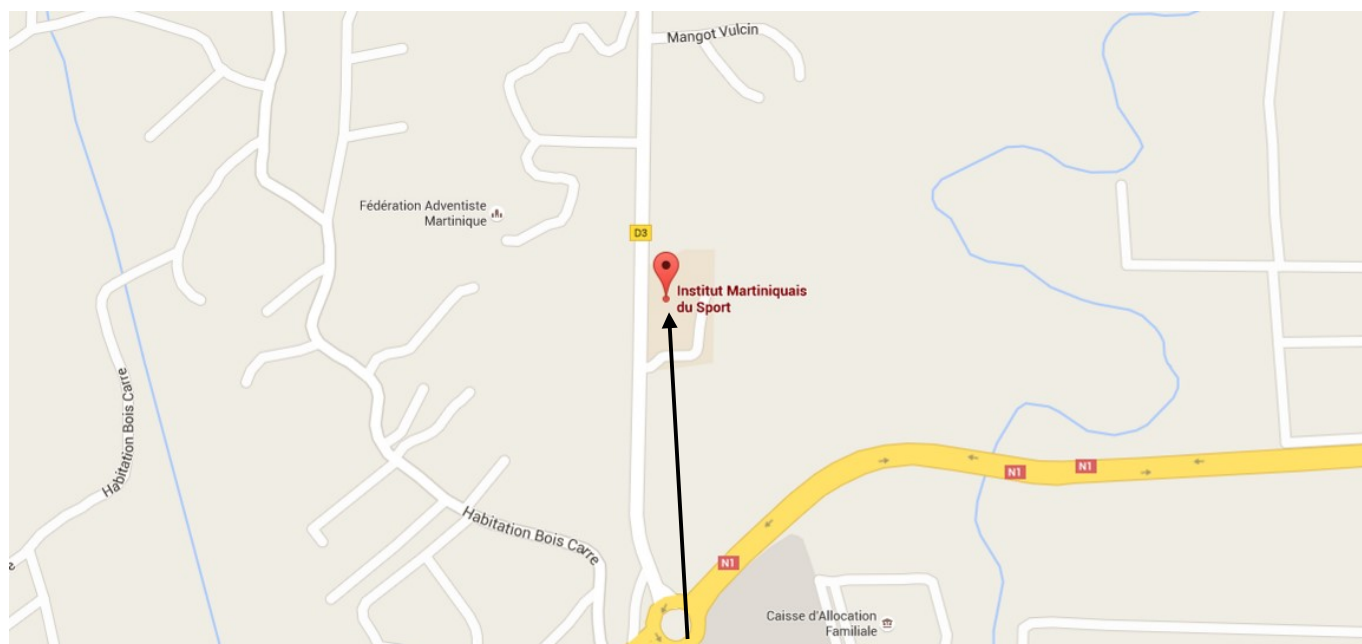 Mangot Vulcin
Fédération Adventiste
Martinique
D3
Institut Martiniquais
du Sport
Habitation Bois Carre
Habitation Bois Carre
N1
N1
N1
Caisse d'Allocation
Familiale